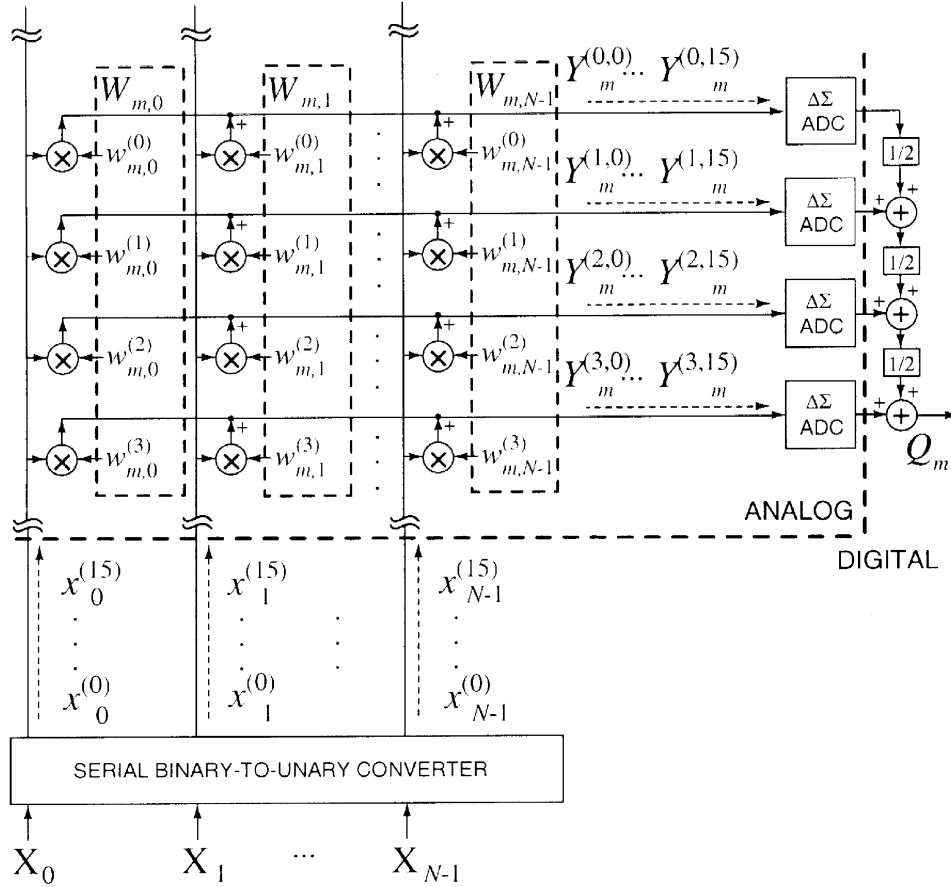 W_{m,0} W_{m,1} W_{m,N-1} Y_m^{(0,0)} ... Y_m^{(0,15)} ΔΣ ADC
w_{m,0}^{(0)} w_{m,1}^{(0)} w_{m,N-1}^{(0)} 1/2
Y_m^{(1,0)} ... Y_m^{(1,15)} ΔΣ ADC
w_{m,0}^{(1)} w_{m,1}^{(1)} w_{m,N-1}^{(1)} 1/2
Y_m^{(2,0)} ... Y_m^{(2,15)} ΔΣ ADC
w_{m,0}^{(2)} w_{m,1}^{(2)} w_{m,N-1}^{(2)} 1/2
Y_m^{(3,0)} ... Y_m^{(3,15)} ΔΣ ADC
w_{m,0}^{(3)} w_{m,1}^{(3)} w_{m,N-1}^{(3)} Q_m
ANALOG
DIGITAL
x_0^{(15)} x_1^{(15)} x_{N-1}^{(15)}
x_0^{(0)} x_1^{(0)} x_{N-1}^{(0)}
SERIAL BINARY-TO-UNARY CONVERTER
X_0 X_1 ... X_{N-1}